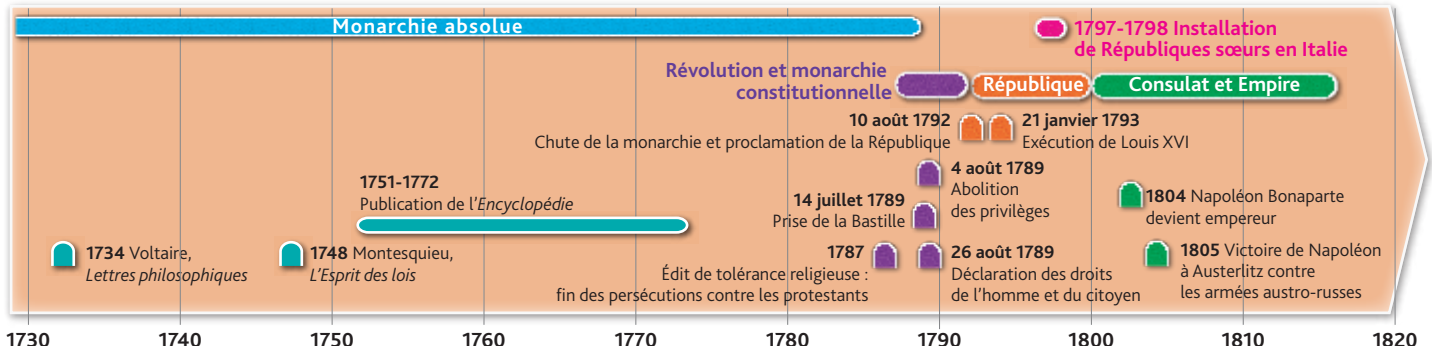 Monarchie absolue
1797-1798 Installation
de Républiques sœurs en Italie
Révolution et monarchie
constitutionnelle
République
Consulat et Empire
10 août 1792
Chute de la monarchie et proclamation de la République
21 janvier 1793
Exécution de Louis XVI
1751-1772
Publication de l'Encyclopédie
14 juillet 1789
Prise de la Bastille
4 août 1789
Abolition
des privilèges
1804 Napoléon Bonaparte
devient empereur
1734 Voltaire,
Lettres philosophiques
1748 Montesquieu,
L'Esprit des lois
1787
Édit de tolérance religieuse :
fin des persécutions contre les protestants
26 août 1789
Déclaration des droits
de l'homme et du citoyen
1805 Victoire de Napoléon
à Austerlitz contre
les armées austro-russes
1730 1740 1750 1760 1770 1780 1790 1800 1810 1820